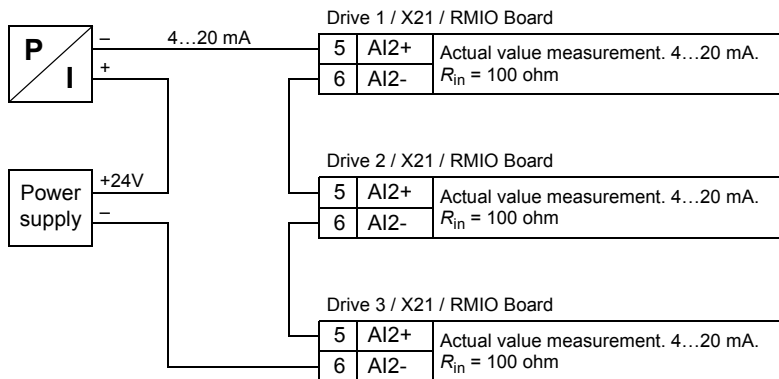 Drive 1 / X21 / RMIO Board
P
I
–
4…20 mA
+
5 AI2+
6 AI2-
Actual value measurement. 4…20 mA.
Rin = 100 ohm
Drive 2 / X21 / RMIO Board
Power
supply
+24V
–
5 AI2+
6 AI2-
Actual value measurement. 4…20 mA.
Rin = 100 ohm
Drive 3 / X21 / RMIO Board
5 AI2+
6 AI2-
Actual value measurement. 4…20 mA.
Rin = 100 ohm